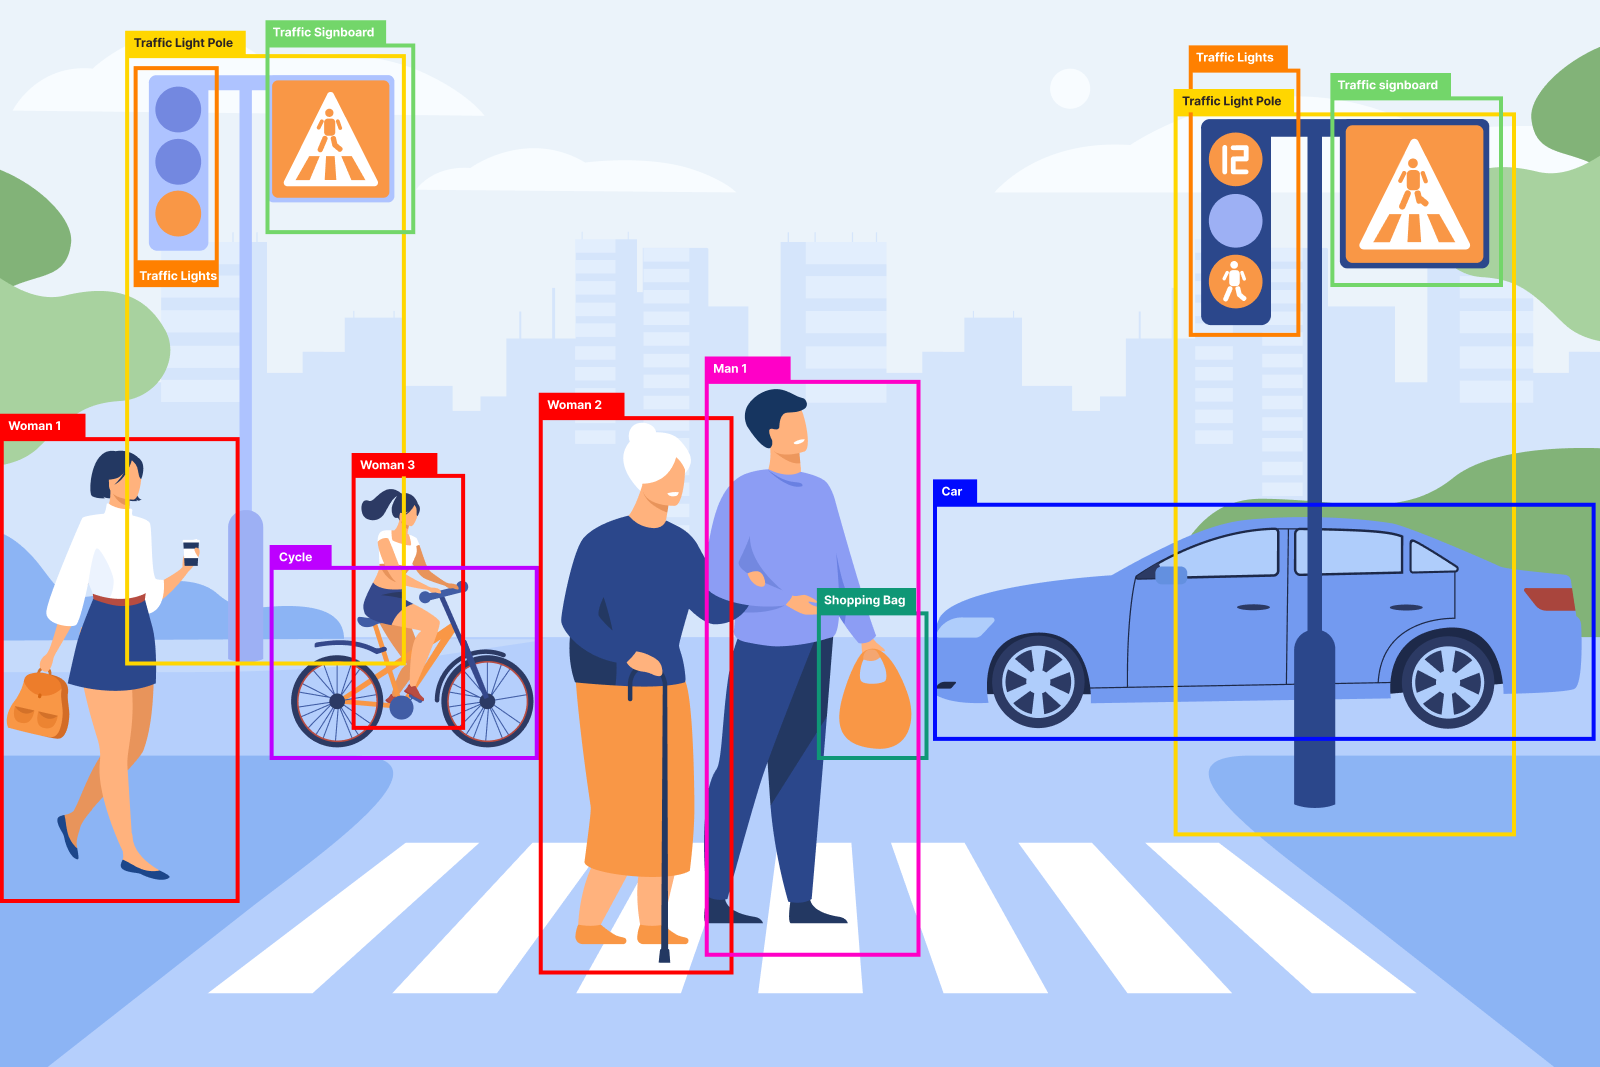 Traffic Signboard
Traffic Light Pole
Traffic Lights
Traffic Lights
Traffic signboard
Traffic Light Pole
12
Man 1
Woman 2
Woman 1
Woman 3
Car
Cycle
Shopping Bag